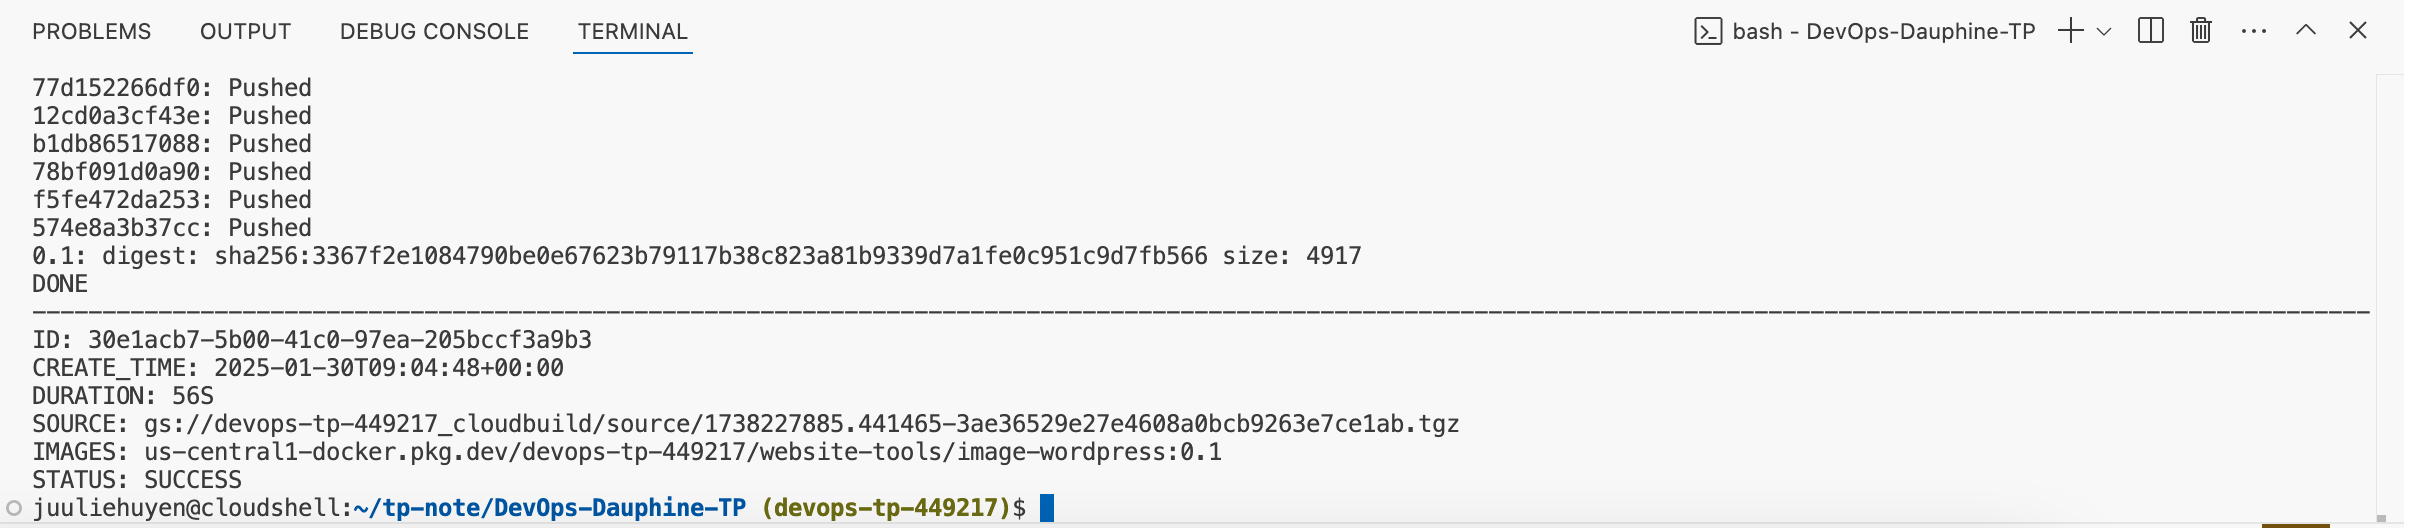 PROBLEMS OUTPUT DEBUG CONSOLE TERMINAL bash - DevOps-Dauphine-TP
77d152266df0: Pushed
12cd0a3cf43e: Pushed
b1db86517088: Pushed
78bf091d0a90: Pushed
f5fe472da253: Pushed
574e8a3b37cc: Pushed
0.1: digest: sha256:3367f2e1084790be0e67623b79117b38c823a81b9339d7a1fe0c951c9d7fb566 size: 4917
DONE
--------------------------------------------------------------------------------------------------------------------------------------------------------------------
ID: 30e1acb7-5b00-41c0-97ea-205bccf3a9b3
CREATE_TIME: 2025-01-30T09:04:48+00:00
DURATION: 56S
SOURCE: gs://devops-tp-449217_cloudbuild/source/1738227885.441465-3ae36529e27e4608a0bcb9263e7ce1ab.tgz
IMAGES: us-central1-docker.pkg.dev/devops-tp-449217/website-tools/image-wordpress:0.1
STATUS: SUCCESS
juuliehuyen@cloudshell:~/tp-note/DevOps-Dauphine-TP (devops-tp-449217)$